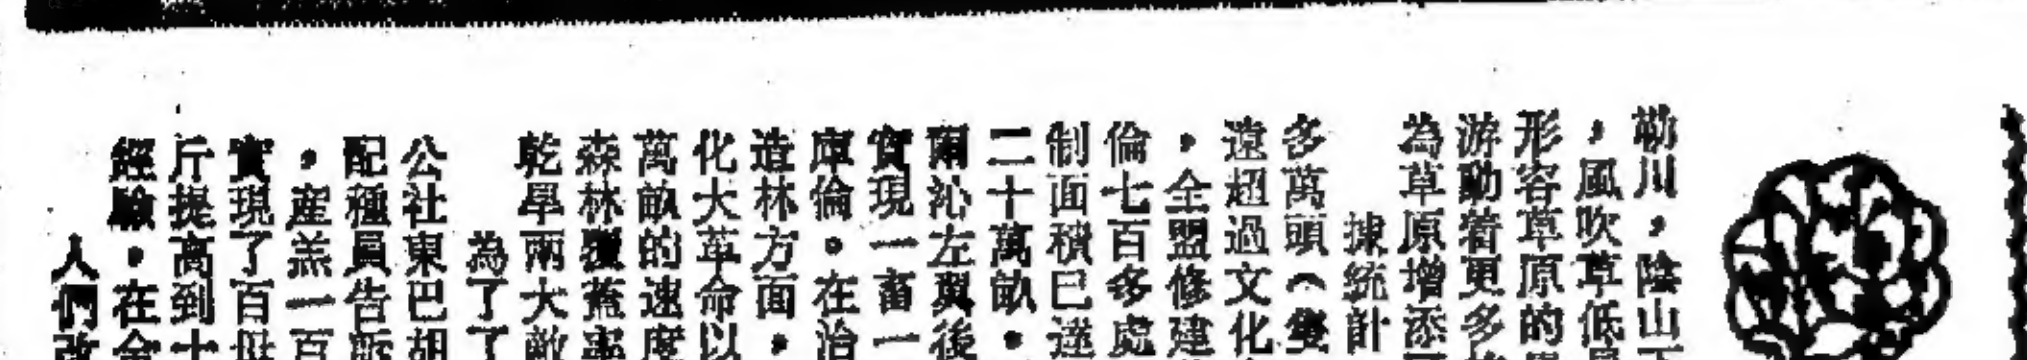 勒川，陰山下
，風吹草低
形容草原的
游動着更多
為草原增添
據統計
多萬頭（隻
遠超過文化
，全盟修建
倫七百多處
制面積已達
二十萬畝。
爾沁左翼後
實現一畜一
庫倫。在治
造林方面，
化大革命以
萬畝的速度
森林覆蓋率
乾旱兩大敵
為了了
公社東巴胡
配種員告訴
，產羔一百
實現了百母
斤提高到十
經驗。在全
人們改